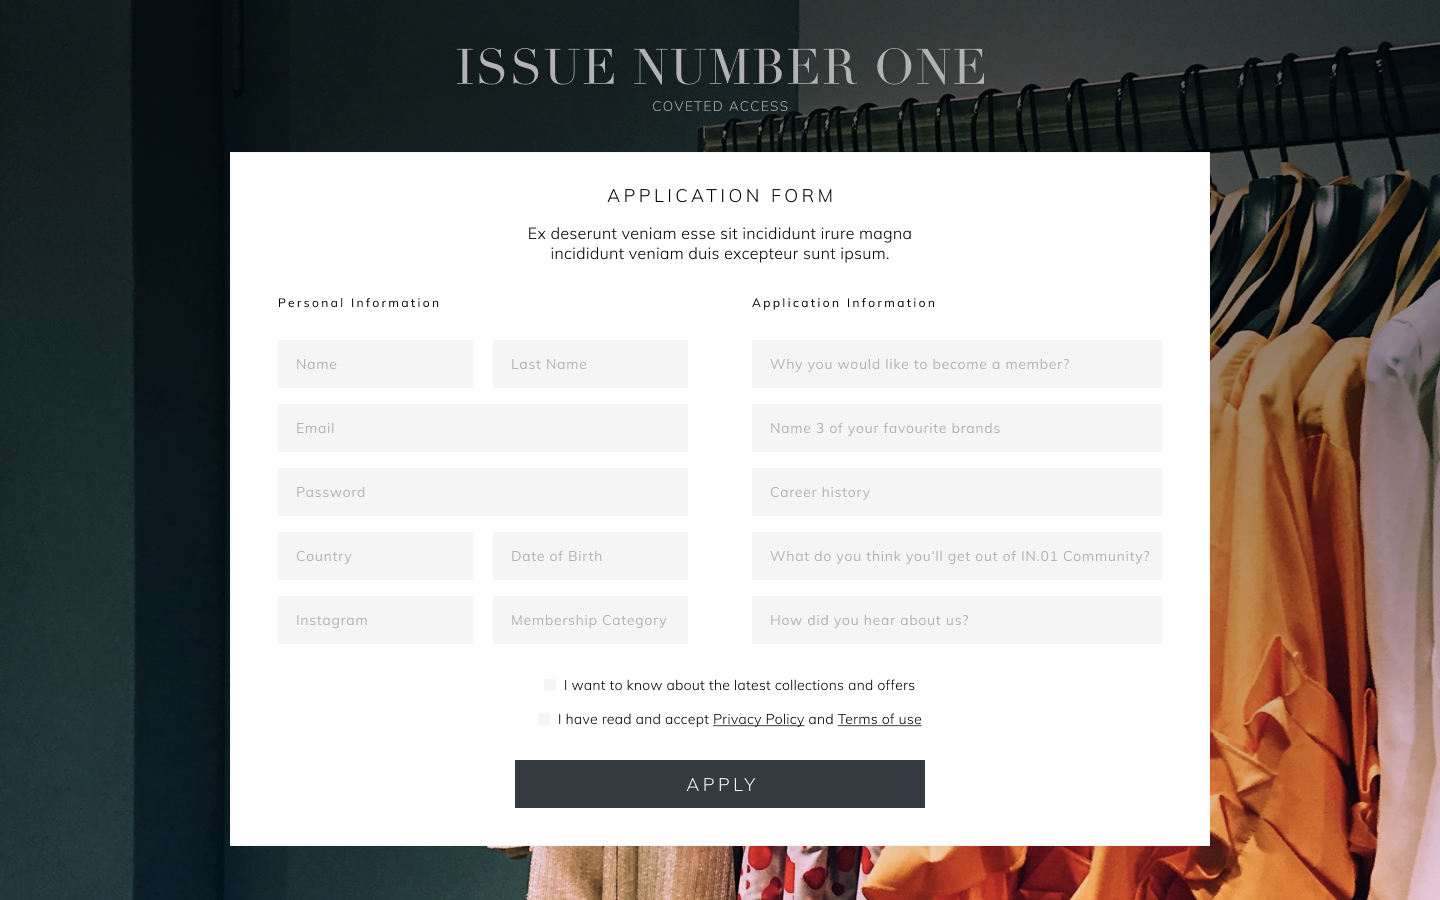 ISSUE NUMBER ONE
COVETED ACCESS
APPLICATION FORM
Ex deserunt veniam esse sit incididunt irure magna
incididunt veniam duis excepteur sunt ipsum.
Personal Information
Name
Last Name
Email
Password
Country
Date of Birth
Instagram
Membership Category
Application Information
Why you would like to become a member?
Name 3 of your favourite brands
Career history
What do you think you'll get out of IN.01 Community?
How did you hear about us?
I want to know about the latest collections and offers
I have read and accept Privacy Policy and Terms of use
APPLY